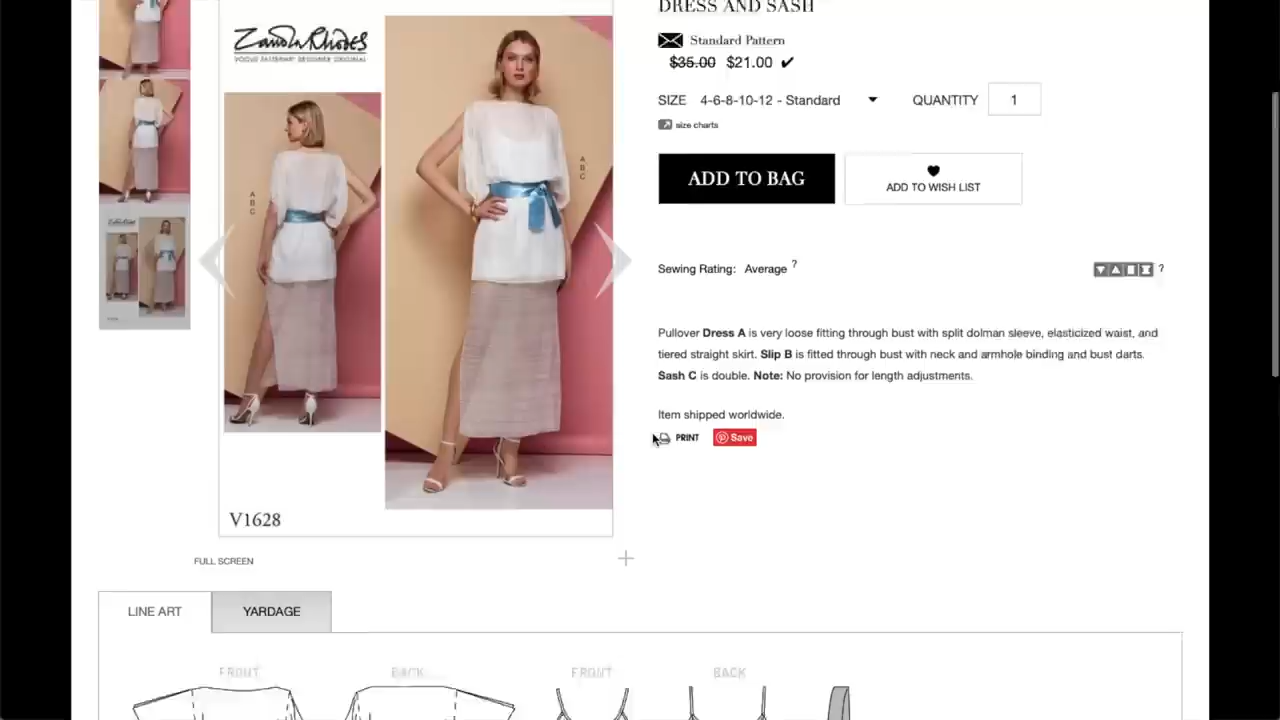 DRESS AND SASH
Zandra Rhodes
VOGUE PATTERNS DESIGNER ORIGINAL
Standard Pattern
$35.00 $21.00 ✔
SIZE 4-6-8-10-12 - Standard QUANTITY 1
size charts
ADD TO BAG
ADD TO WISH LIST
A
B
C
A
B
C
Sewing Rating: Average ?
?
Pullover Dress A is very loose fitting through bust with split dolman sleeve, elasticized waist, and
tiered straight skirt. Slip B is fitted through bust with neck and armhole binding and bust darts.
Sash C is double. Note: No provision for length adjustments.
Item shipped worldwide.
PRINT Save
V1628
FULL SCREEN
LINE ART YARDAGE
FRONT BACK FRONT BACK